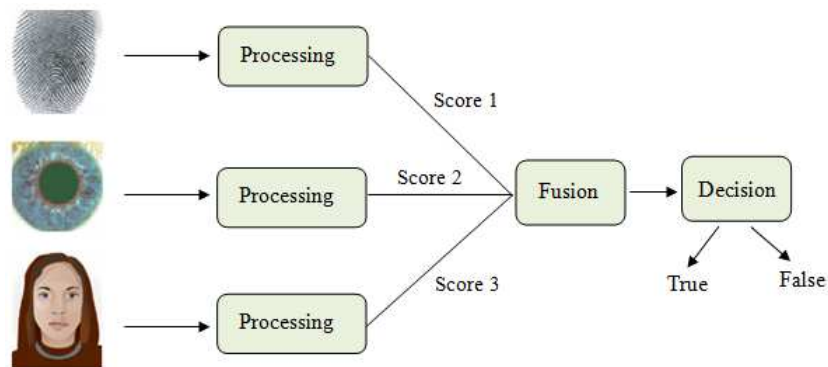 Processing
Score 1
Processing
Score 2
Fusion
Decision
True
False
Processing
Score 3